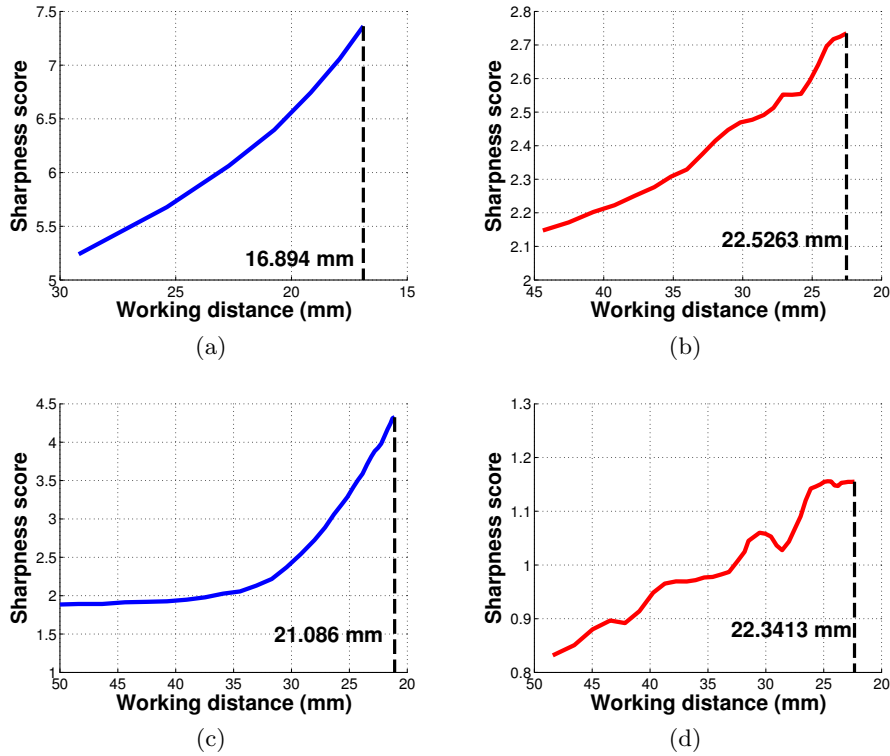 7.5
7
6.5
6
5.5
5
Sharpness score
16.894 mm
30 25 20 15
Working distance (mm)
(a)
2.8
2.7
2.6
2.5
2.4
2.3
2.2
2.1
2
Sharpness score
22.5263 mm
45 40 35 30 25 20
Working distance (mm)
(b)
4.5
4
3.5
3
2.5
2
1.5
1
Sharpness score
21.086 mm
50 45 40 35 30 25 20
Working distance (mm)
(c)
1.3
1.2
1.1
1
0.9
0.8
Sharpness score
22.3413 mm
50 45 40 35 30 25 20
Working distance (mm)
(d)